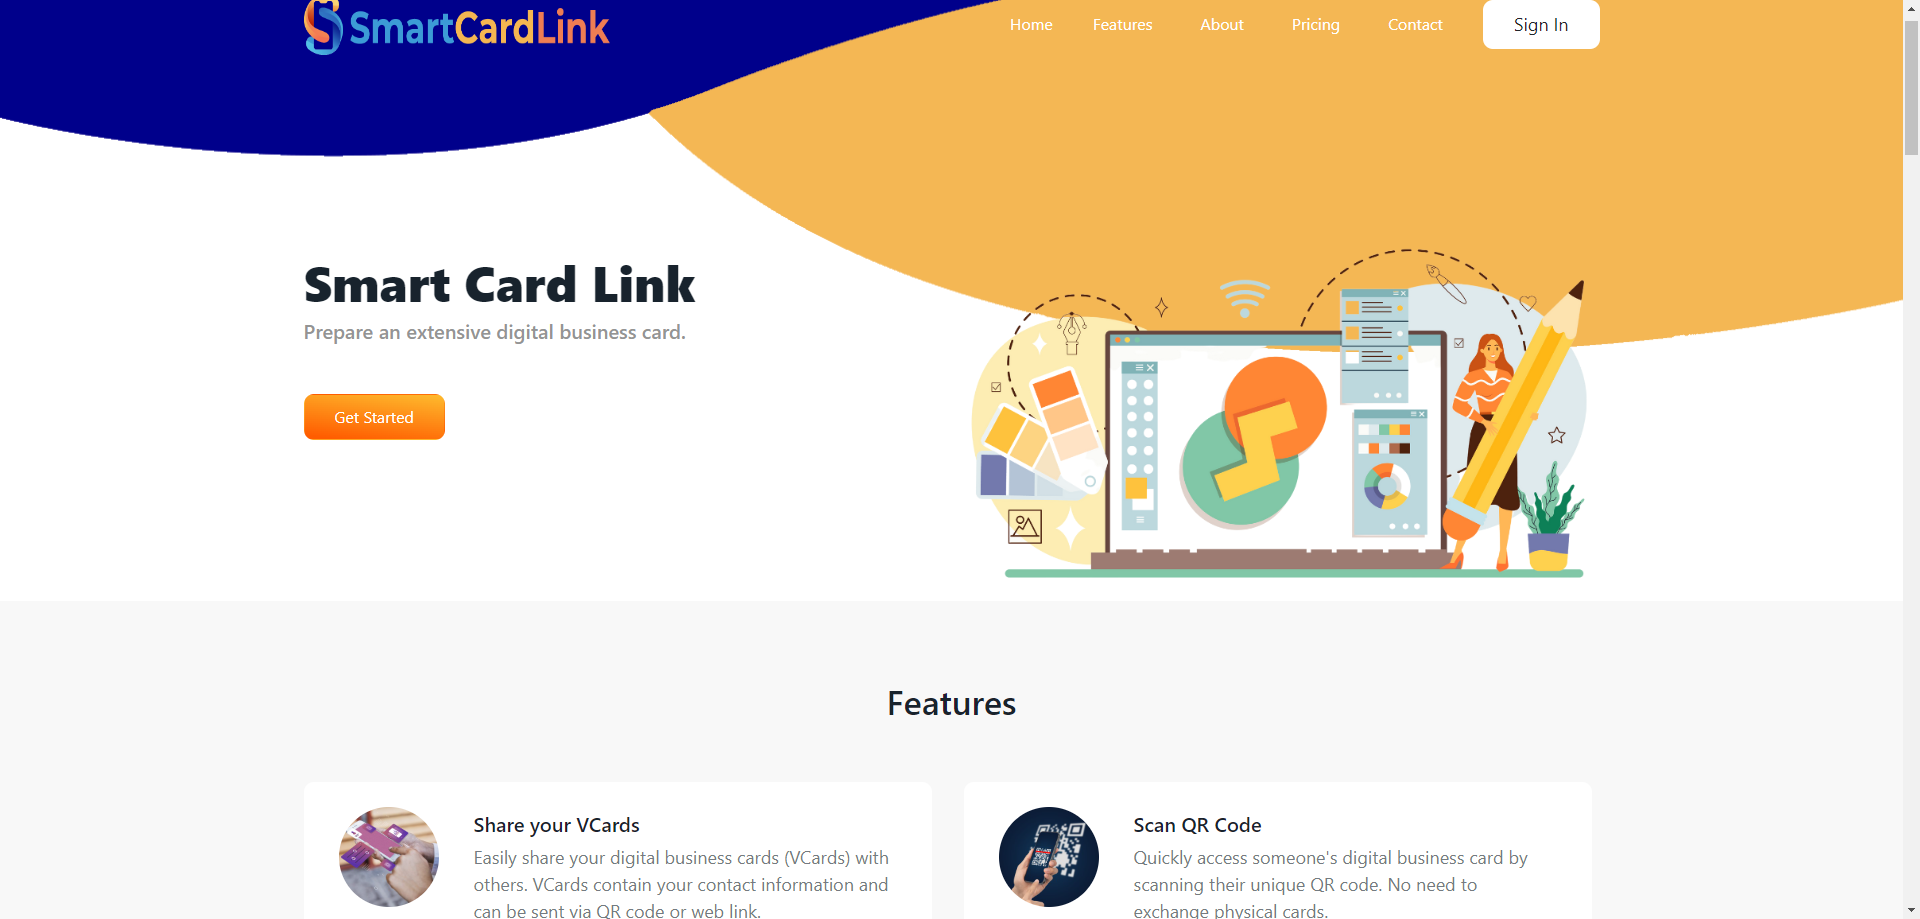 SmartCardLink
Home Features About Pricing Contact Sign In
Smart Card Link
Prepare an extensive digital business card.
Get Started
Features
Share your VCards
Easily share your digital business cards (VCards) with
others. VCards contain your contact information and
can be sent via QR code or web link.
Scan QR Code
Quickly access someone's digital business card by
scanning their unique QR code. No need to
exchange physical cards.